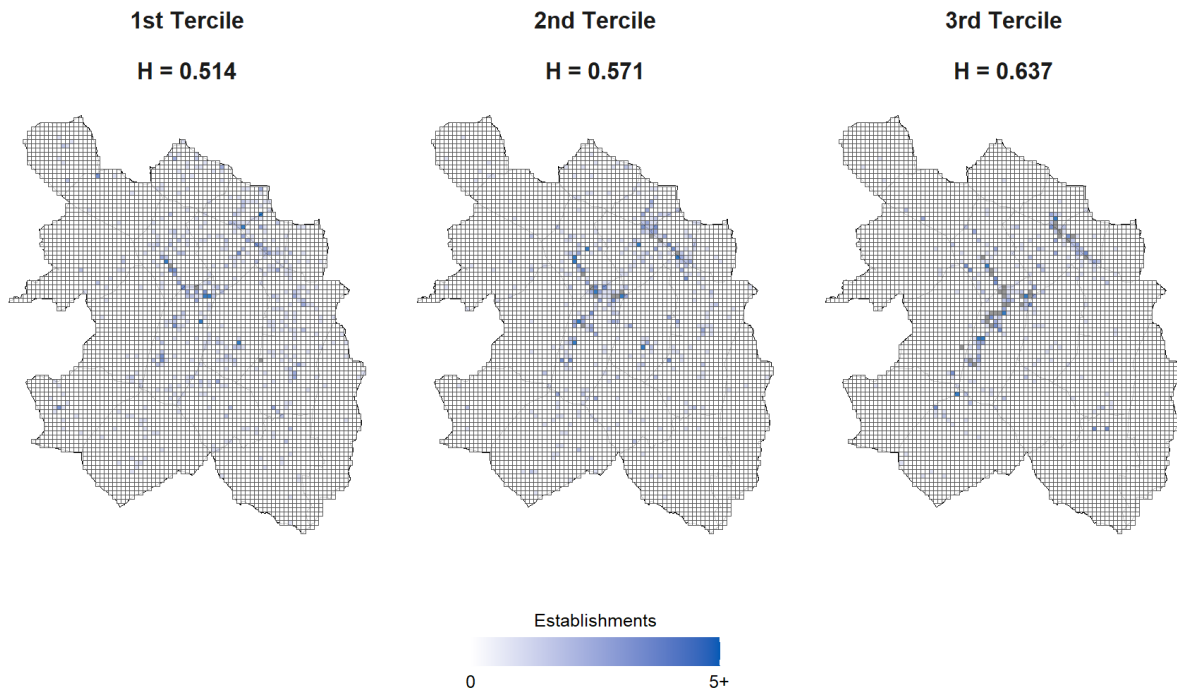 1st Tercile
2nd Tercile
3rd Tercile
H = 0.514
H = 0.571
H = 0.637
Establishments
0
5+